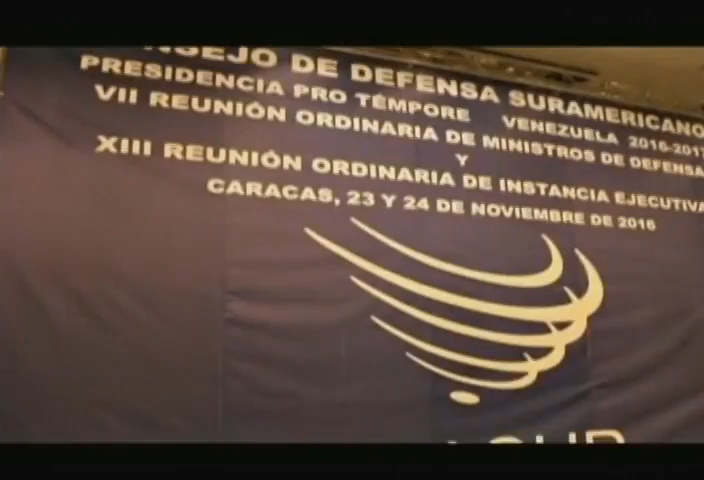 CONSEJO DE DEFENSA SURAMERICANO
PRESIDENCIA PRO TÉMPORE VENEZUELA 2016-2017
VII REUNIÓN ORDINARIA DE MINISTROS DE DEFENSA
Y
XIII REUNIÓN ORDINARIA DE INSTANCIA EJECUTIVA
CARACAS, 23 Y 24 DE NOVIEMBRE DE 2016